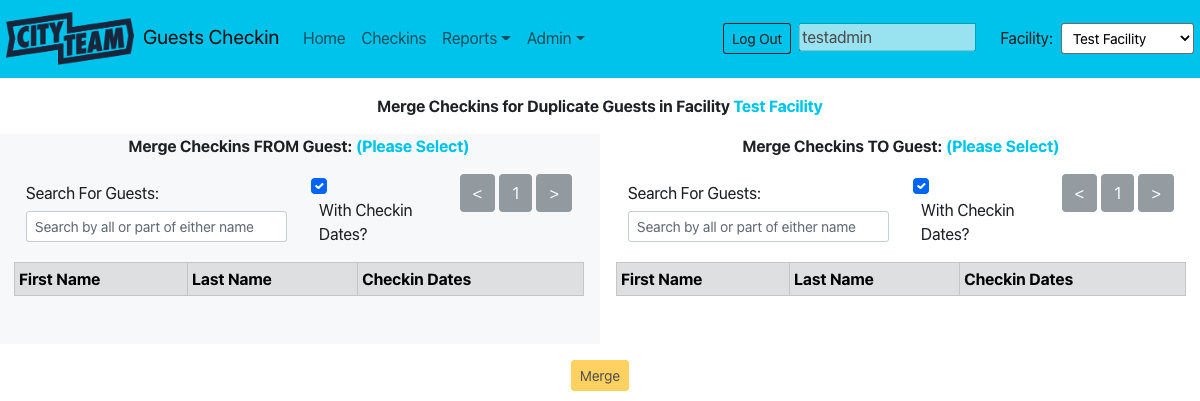 CITY TEAM Guests Checkin Home Checkins Reports Admin Log Out testadmin Facility: Test Facility
Merge Checkins for Duplicate Guests in Facility Test Facility
Merge Checkins FROM Guest: (Please Select)
Search For Guests:
With Checkin
Dates?
< 1 >
Search by all or part of either name
First Name Last Name Checkin Dates
Merge Checkins TO Guest: (Please Select)
Search For Guests:
With Checkin
Dates?
< 1 >
Search by all or part of either name
First Name Last Name Checkin Dates
Merge